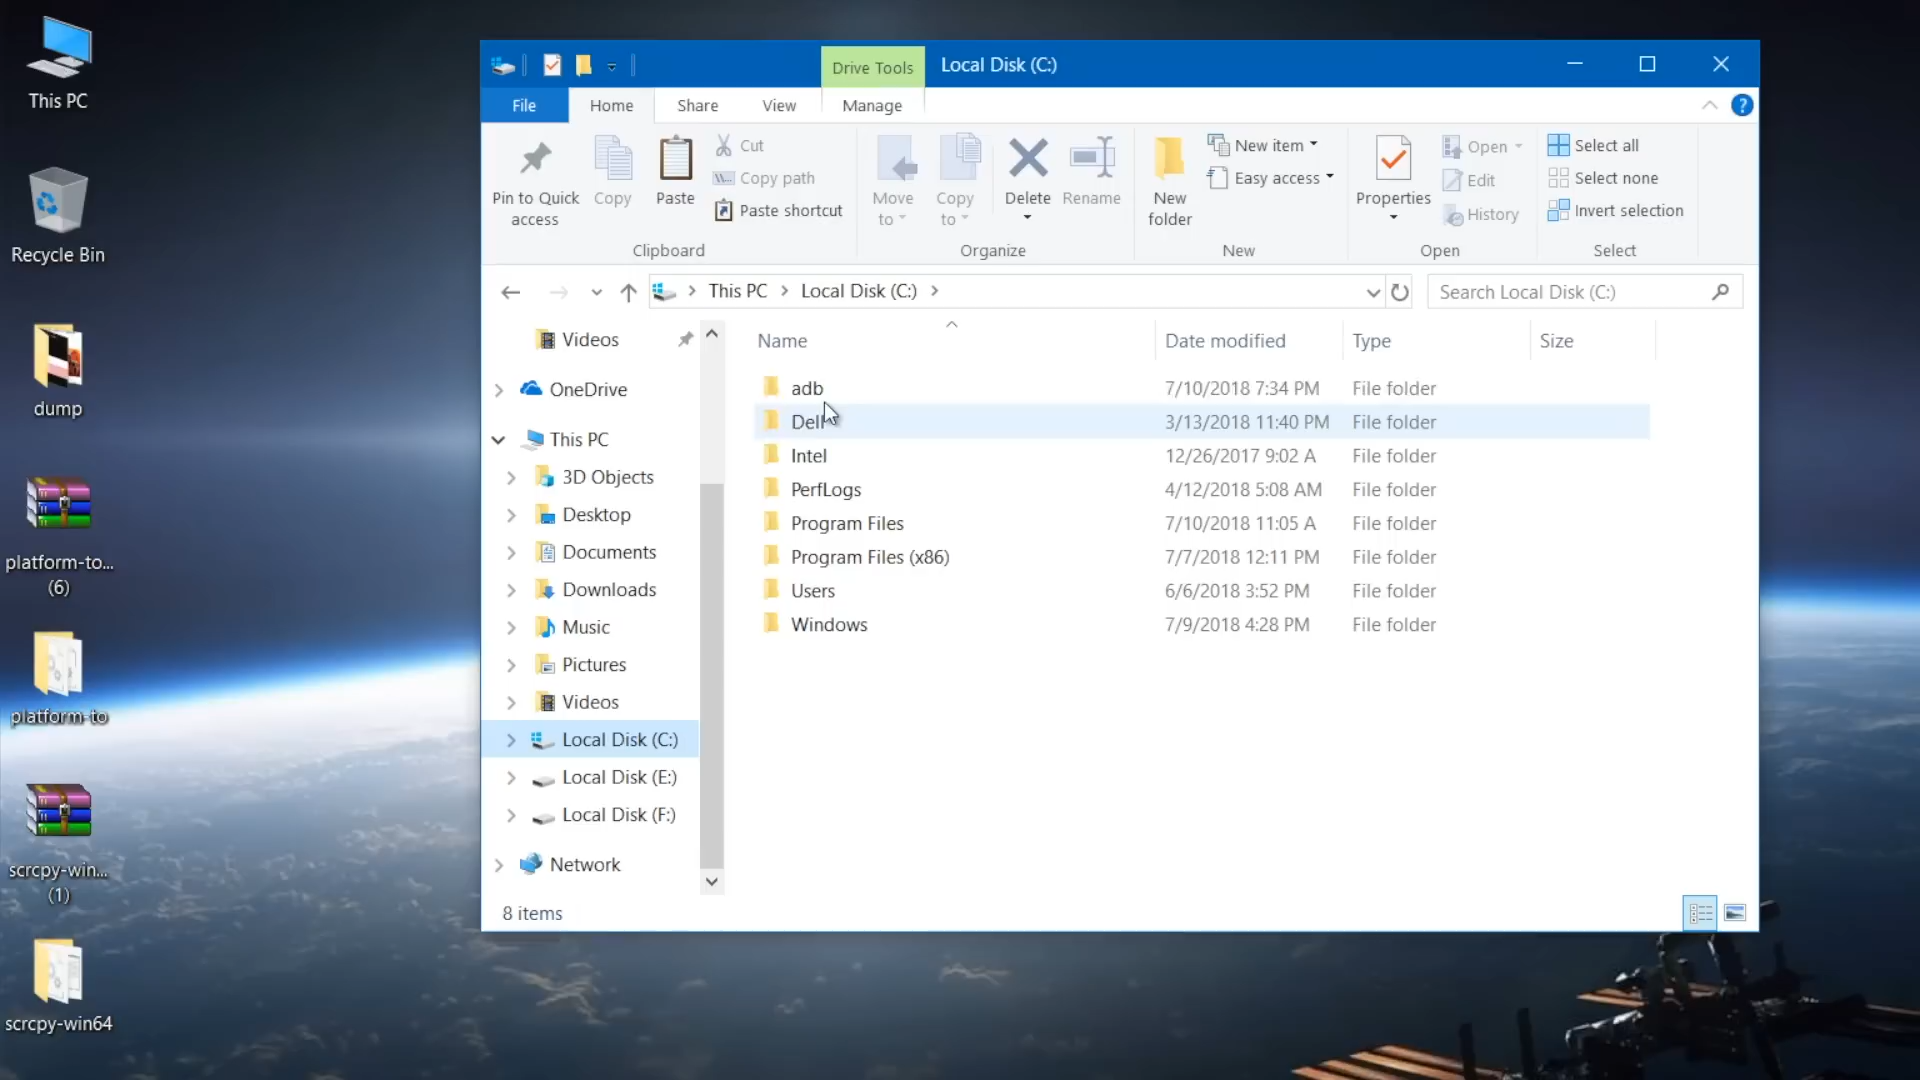 This PC
Recycle Bin
dump
platform-to...
(6)
platform-to
scrcpy-win...
(1)
scrcpy-win64
Drive Tools
Local Disk (C:)
File
Home
Share
View
Manage
Pin to Quick
access
Copy
Paste
Cut
Copy path
Paste shortcut
Clipboard
Move
to
Copy
to
Delete
Rename
Organize
New
folder
New item
Easy access
New
Properties
Open
Edit
History
Open
Select all
Select none
Invert selection
Select
This PC
Local Disk (C:)
Search Local Disk (C:)
Videos
OneDrive
This PC
3D Objects
Desktop
Documents
Downloads
Music
Pictures
Videos
Local Disk (C:)
Local Disk (E:)
Local Disk (F:)
Network
Name Date modified Type Size
adb 7/10/2018 7:34 PM File folder
Dell 3/13/2018 11:40 PM File folder
Intel 12/26/2017 9:02 A File folder
PerfLogs 4/12/2018 5:08 AM File folder
Program Files 7/10/2018 11:05 A File folder
Program Files (x86) 7/7/2018 12:11 PM File folder
Users 6/6/2018 3:52 PM File folder
Windows 7/9/2018 4:28 PM File folder
8 items